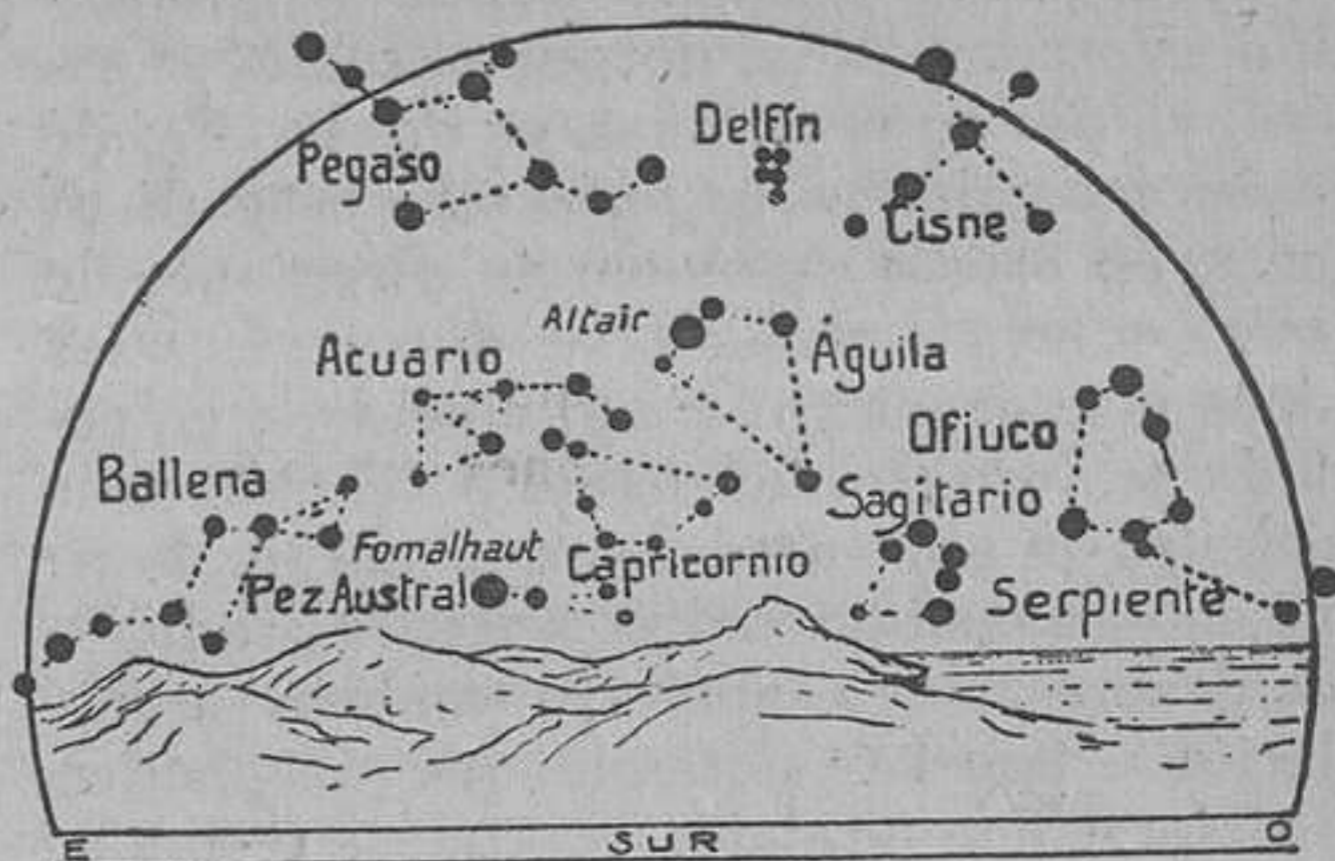 Delfín
Pegaso
Cisne
Altair
Águila
Acuario
Ofiuco
Ballena
Sagitario
Fomalhaut
Capricornio
Pez Austral
Serpiente
E
SUR
O